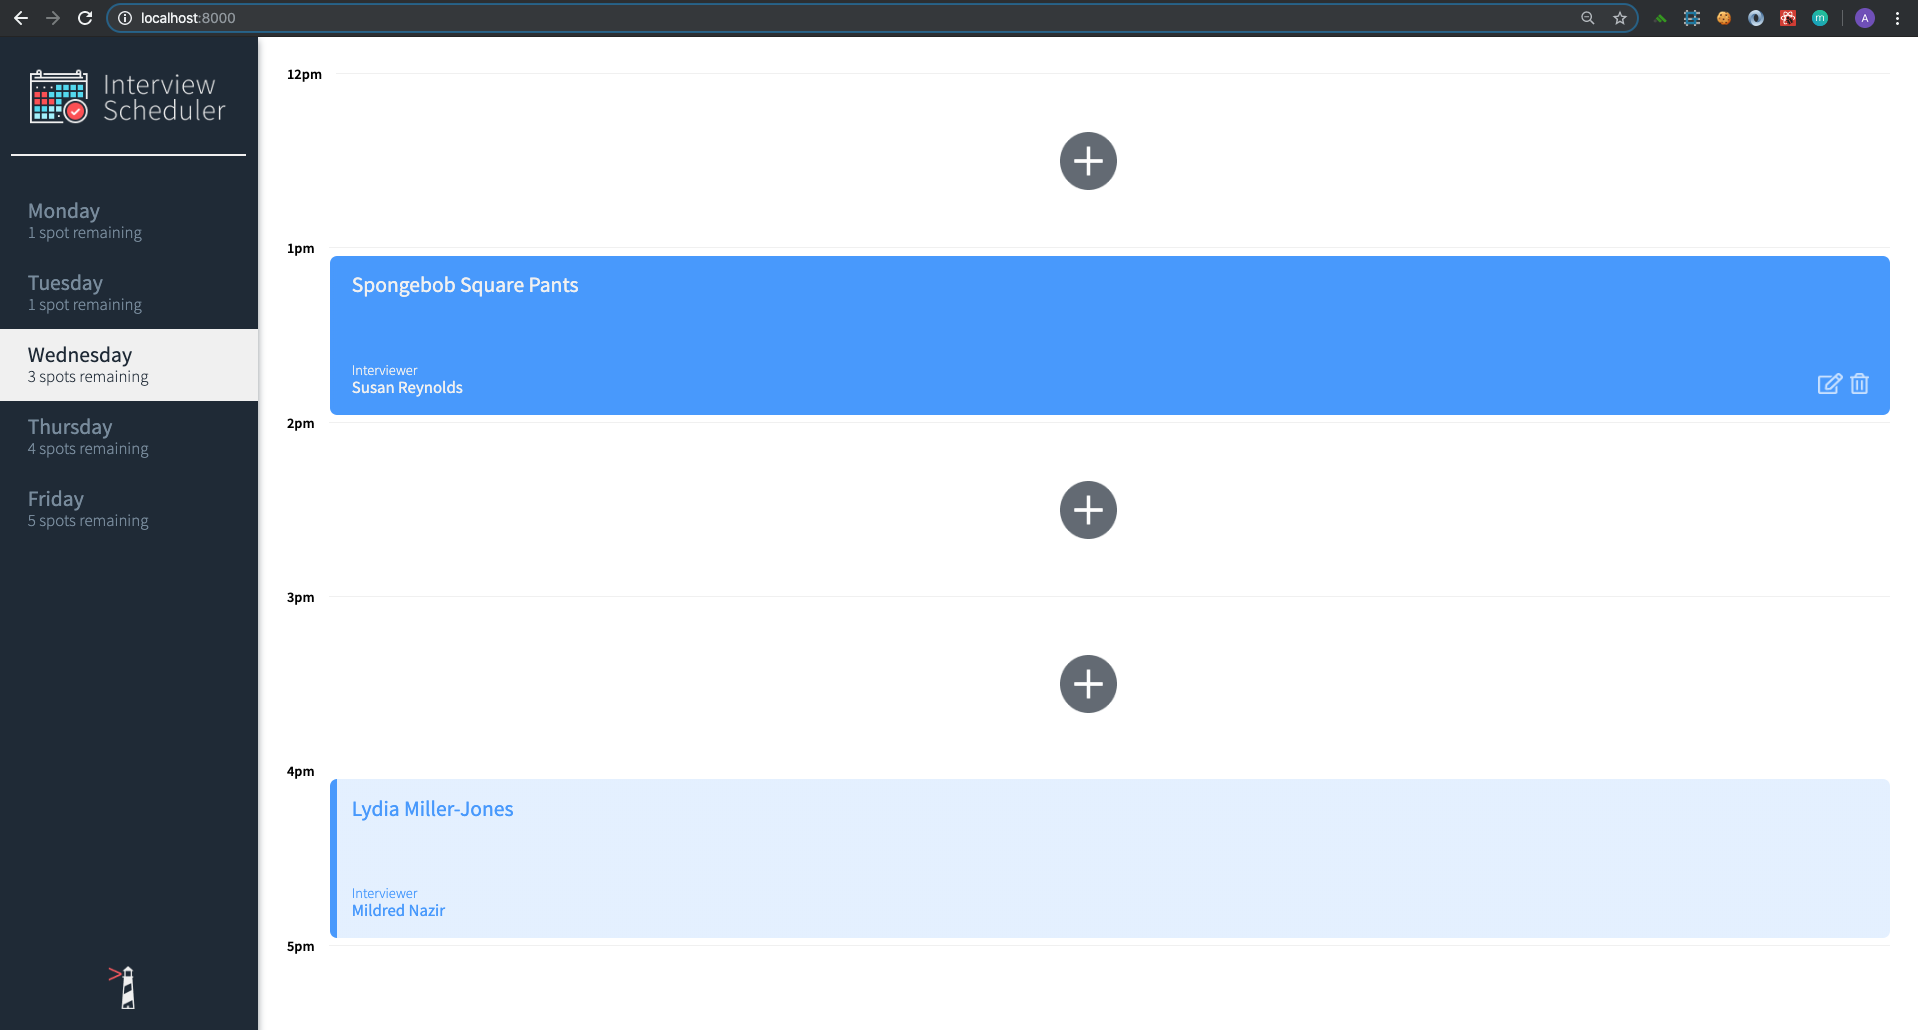 localhost:8000
Interview
Scheduler
Monday
1 spot remaining
Tuesday
1 spot remaining
Wednesday
3 spots remaining
Thursday
4 spots remaining
Friday
5 spots remaining
12pm
1pm
Spongebob Square Pants
Interviewer
Susan Reynolds
2pm
3pm
4pm
Lydia Miller-Jones
Interviewer
Mildred Nazir
5pm
A
m